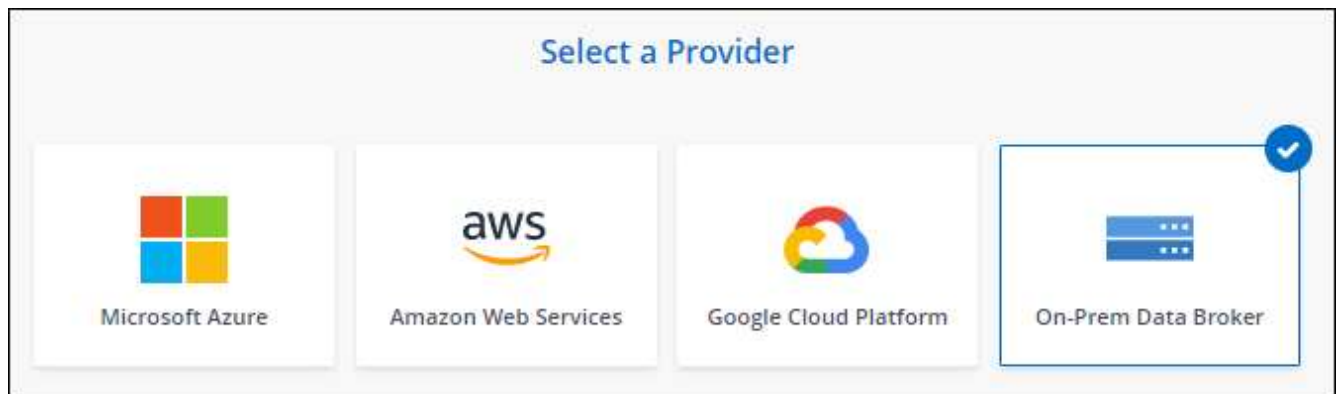 Select a Provider
aws
Microsoft Azure
Amazon Web Services
Google Cloud Platform
On-Prem Data Broker